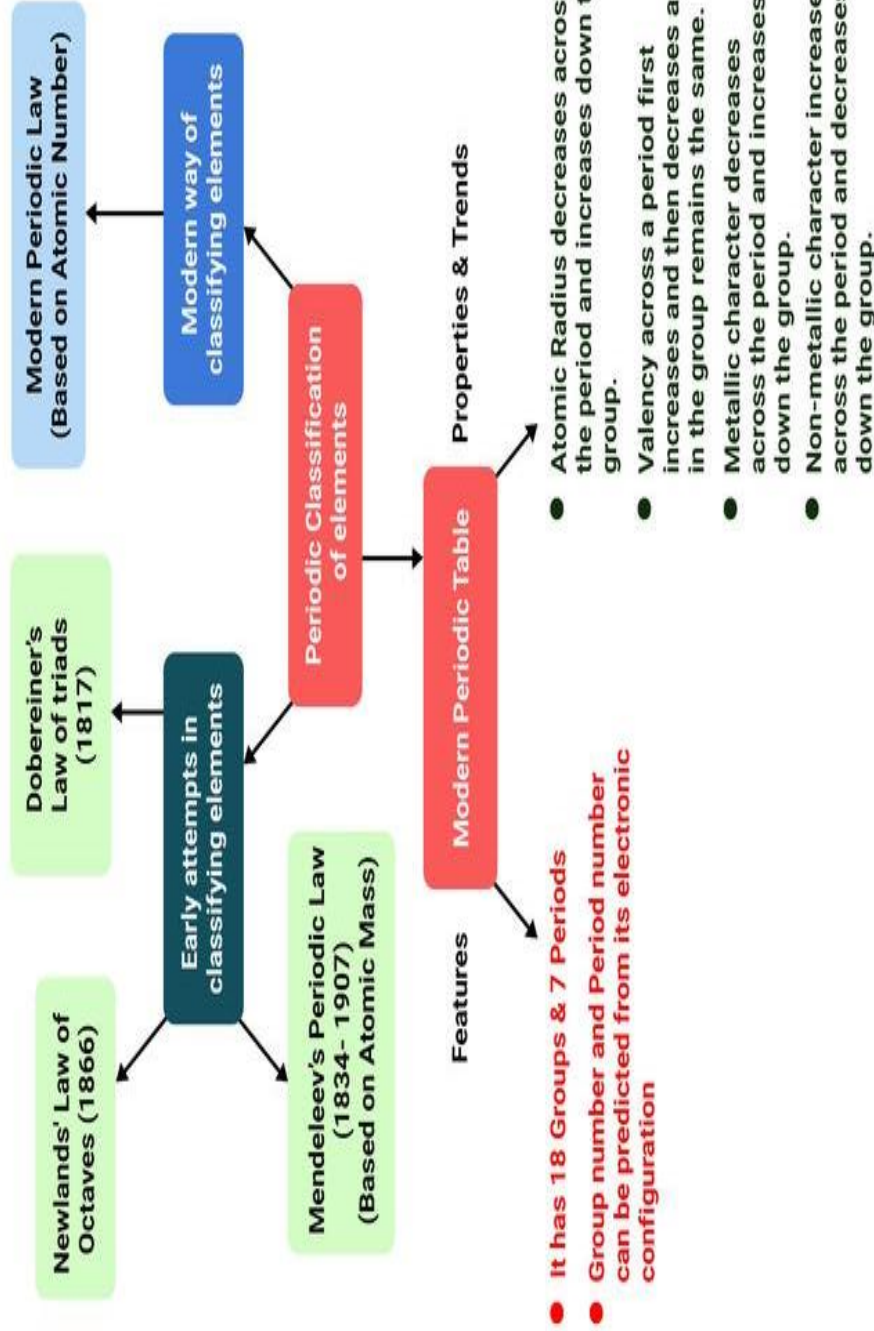 Newlands' Law of
Octaves (1866)
Dobereiner's
Law of triads
(1817)
Modern Periodic Law
(Based on Atomic Number)
Early attempts in
classifying elements
Modern way of
classifying elements
Mendeleev's Periodic Law
(1834- 1907)
(Based on Atomic Mass)
Periodic Classification
of elements
Modern Periodic Table
Features
● It has 18 Groups & 7 Periods
● Group number and Period number
can be predicted from its electronic
configuration
Properties & Trends
● Atomic Radius decreases
the period and increases down
group.
● Valency across a period first
increases and then decreases
in the group remains the same.
● Metallic character decreases
across the period and increases
down the group.
● Non-metallic character
across the period and decreases
down the group.